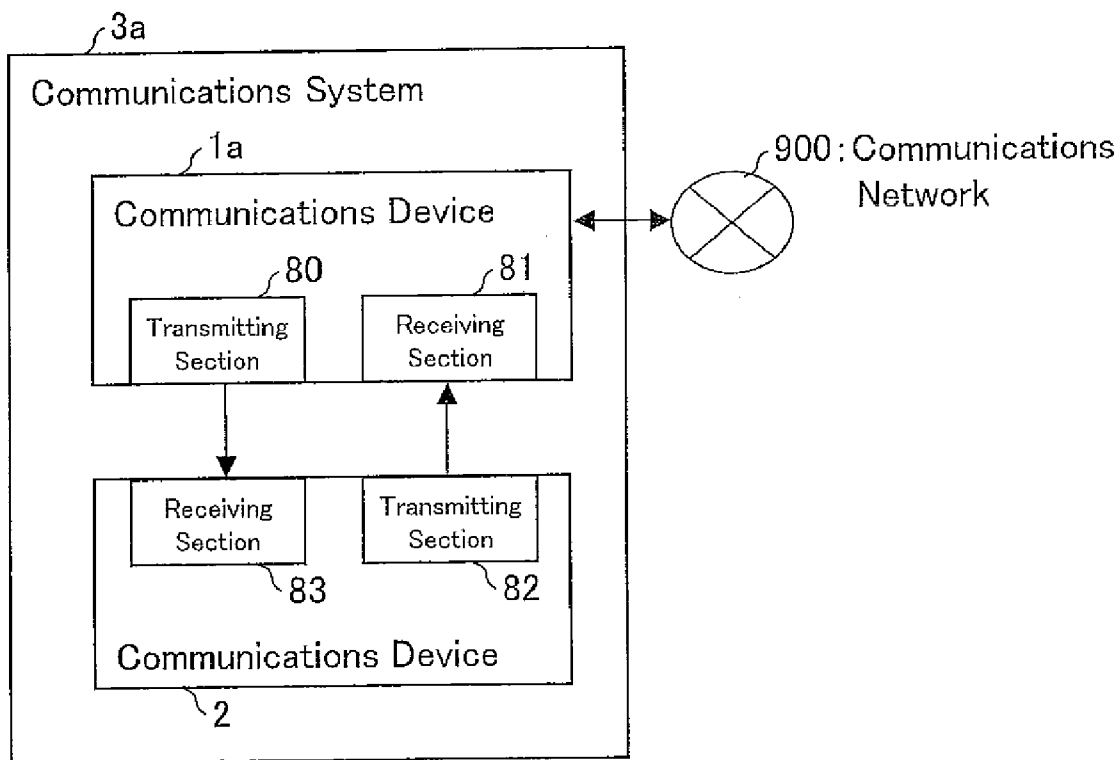 3a
Communications System
1a
900: Communications
Network
Communications Device
80
81
Transmitting
Section
Receiving
Section
Receiving
Section
Transmitting
Section
83
82
Communications Device
2